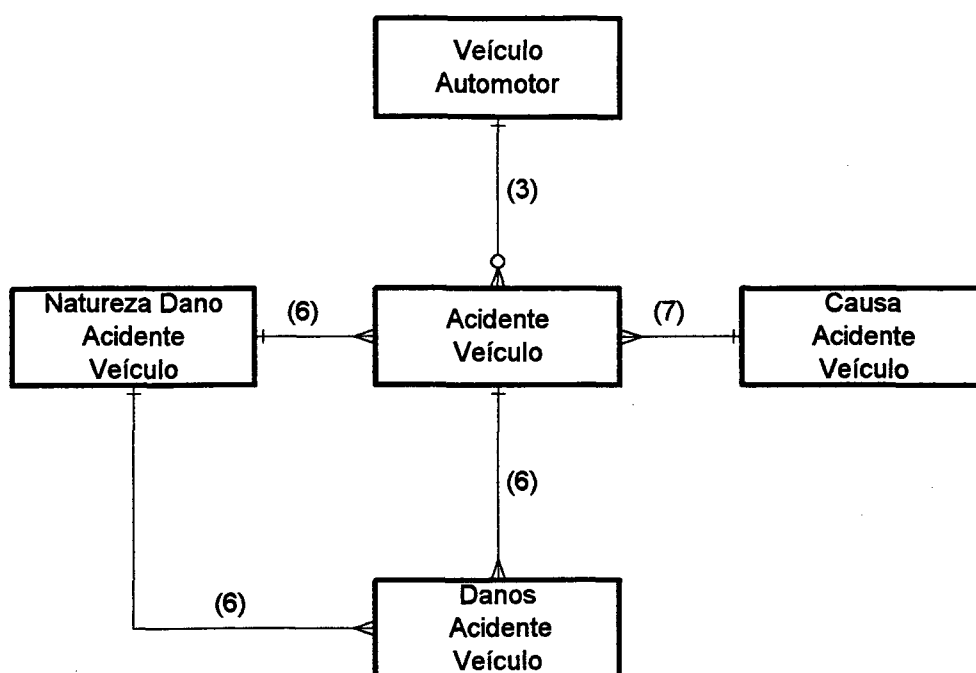 Veículo
Automotor
(3)
Natureza Dano
Acidente
Veículo
(6)
Acidente
Veículo
(7)
Causa
Acidente
Veículo
(6)
(6)
Danos
Acidente
Veículo